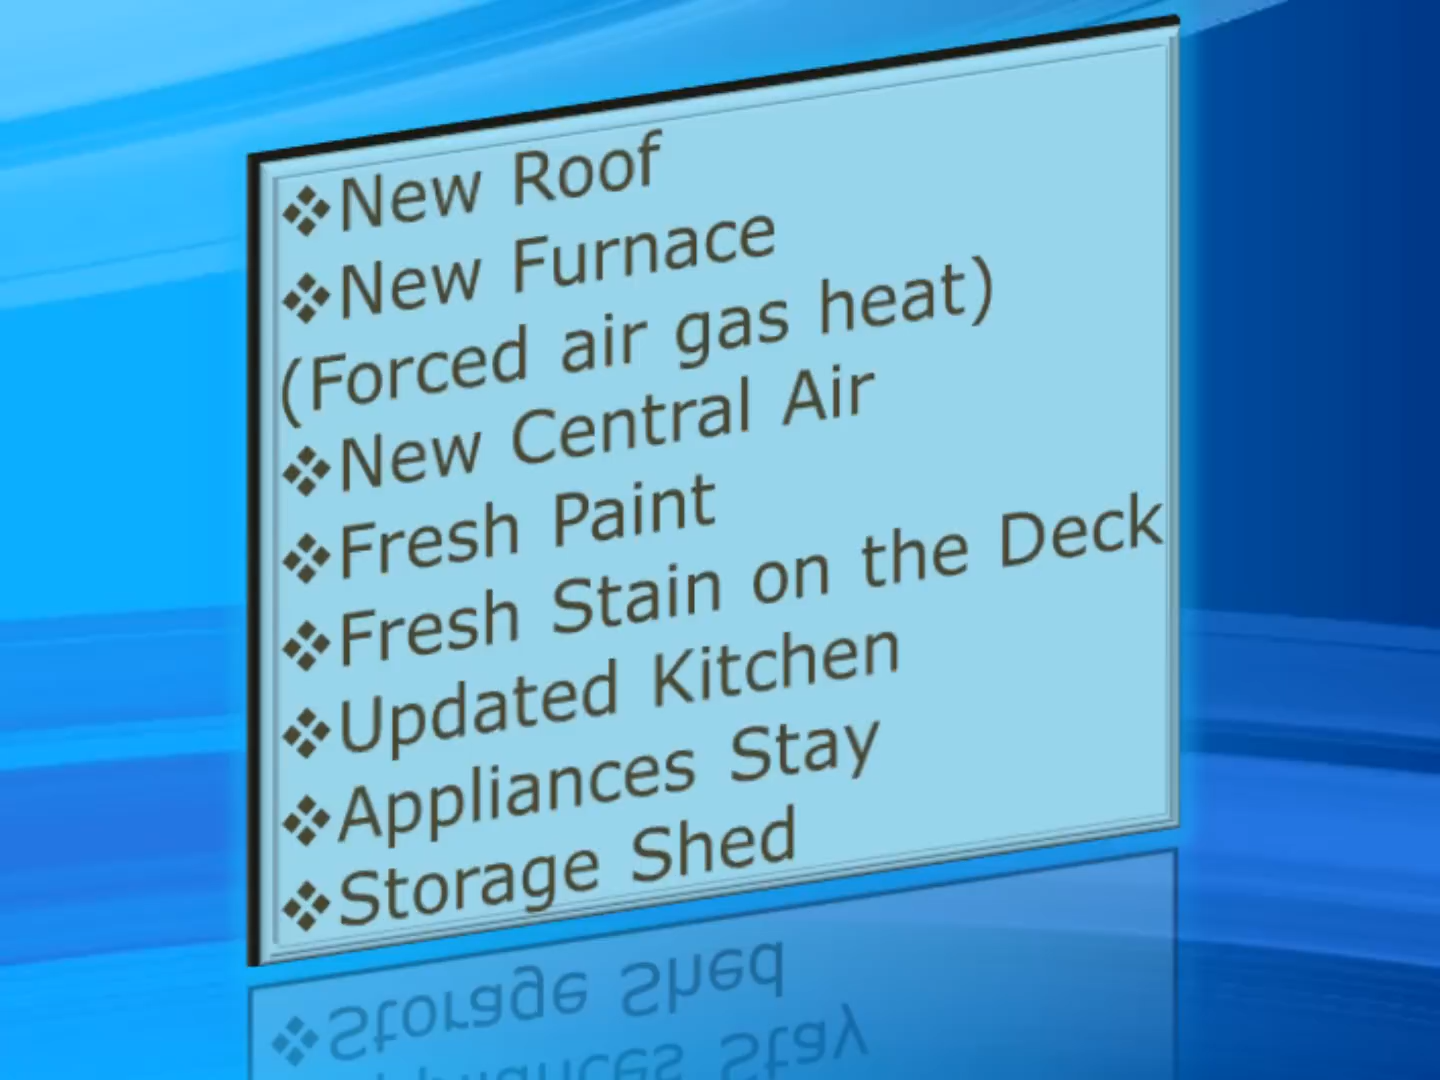 ❖New Roof
❖New Furnace
(Forced air gas heat)
❖New Central Air
❖Fresh Paint
❖Fresh Stain on the Deck
❖Updated Kitchen
❖Appliances Stay
❖Storage Shed